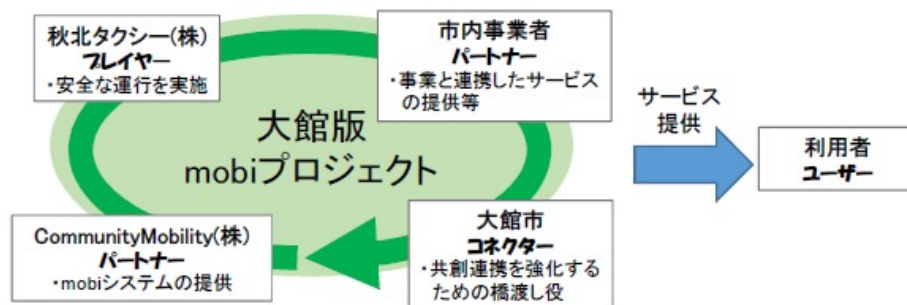 秋北タクシー(株)
プレイヤー
・安全な運行を実施
市内事業者
パートナー
・事業と連携したサービス
の提供等
大館版
mobiプロジェクト
サービス
提供
利用者
ユーザー
CommunityMobility(株)
パートナー
・mobiシステムの提供
大館市
コネクター
・共創連携を強化する
ための橋渡し役